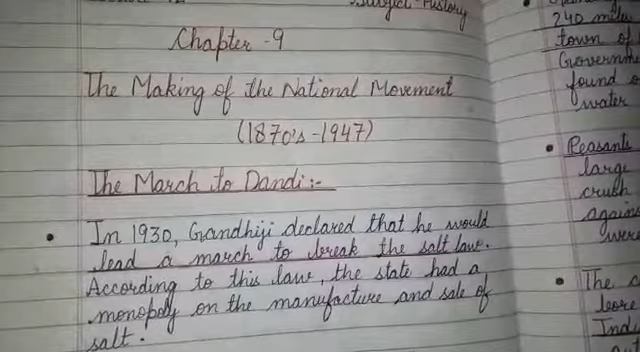 Subject - History
Chapter - 9
The Making of the National Movement
(1870's - 1947)
The March to Dandi :-
• In 1930, Gandhiji declared that he would
lead a march to break the salt law.
According to this law, the state had a
monopoly on the manufacture and sale of
salt.
240 miles
town of
Governme
found
water
• Peasants
large
crush
again
were
• The
Ind